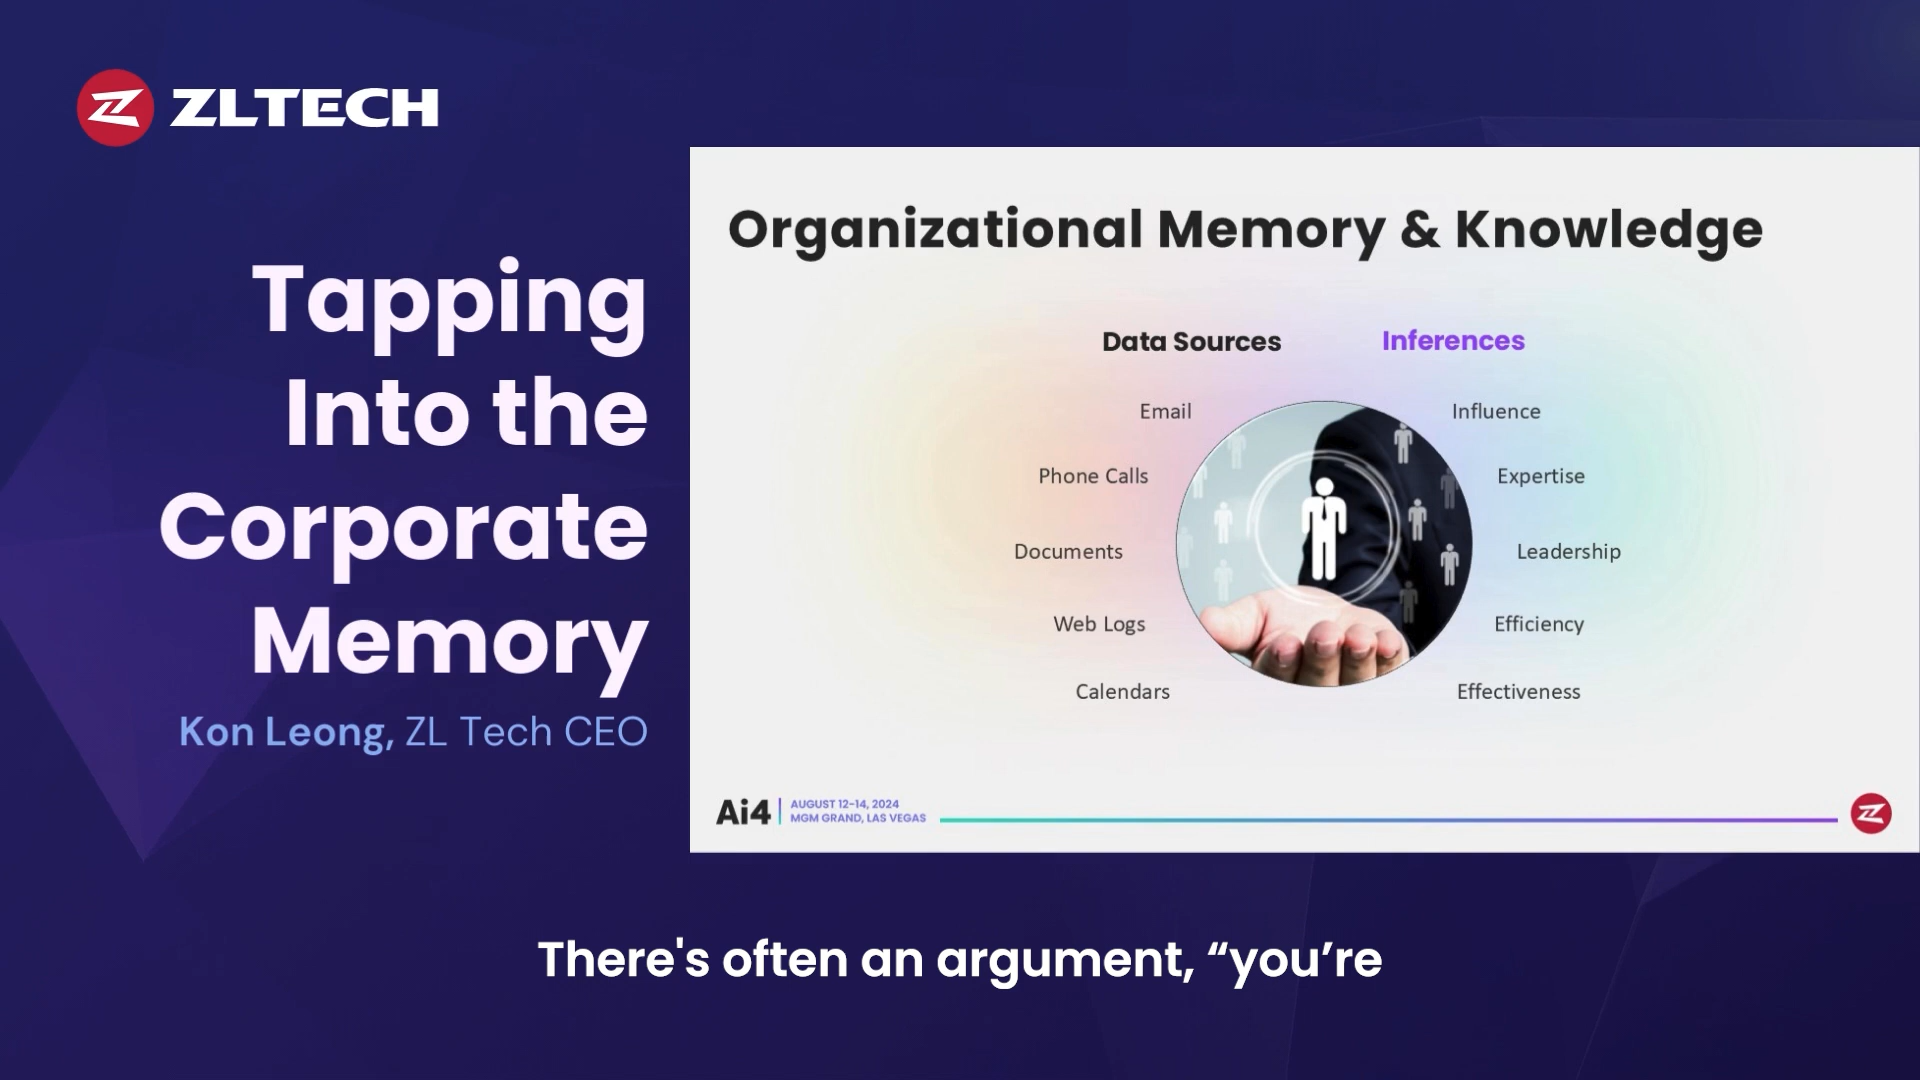 ZLTECH
Tapping
Into the
Corporate
Memory
Kon Leong, ZL Tech CEO
Organizational Memory & Knowledge
Data Sources
Inferences
Email
Influence
Phone Calls
Expertise
Documents
Leadership
Web Logs
Efficiency
Calendars
Effectiveness
Ai4
AUGUST 12-14, 2024
MGM GRAND, LAS VEGAS
There's often an argument, “you’re